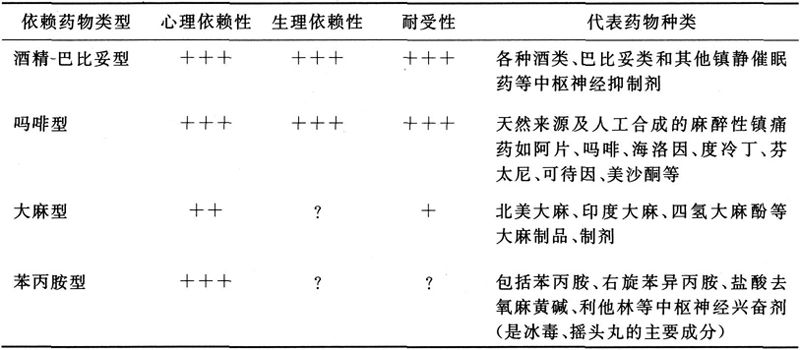 依赖药物类型 心理依赖性 生理依赖性 耐受性 代表药物种类
酒精-巴比妥型 +++ +++ +++ 各种酒类、巴比妥类和其他镇静催眠
药等中枢神经抑制剂
吗啡型 +++ +++ +++ 天然来源及人工合成的麻醉性镇痛
药如阿片、吗啡、海洛因、度冷丁、芬
太尼、可待因、美沙酮等
大麻型 ++ ? + 北美大麻、印度大麻、四氢大麻酚等
大麻制品、制剂
苯丙胺型 +++ ? ? 包括苯丙胺、右旋苯异丙胺、盐酸去
氧麻黄碱、利他林等中枢神经兴奋剂
(是冰毒、摇头丸的主要成分)